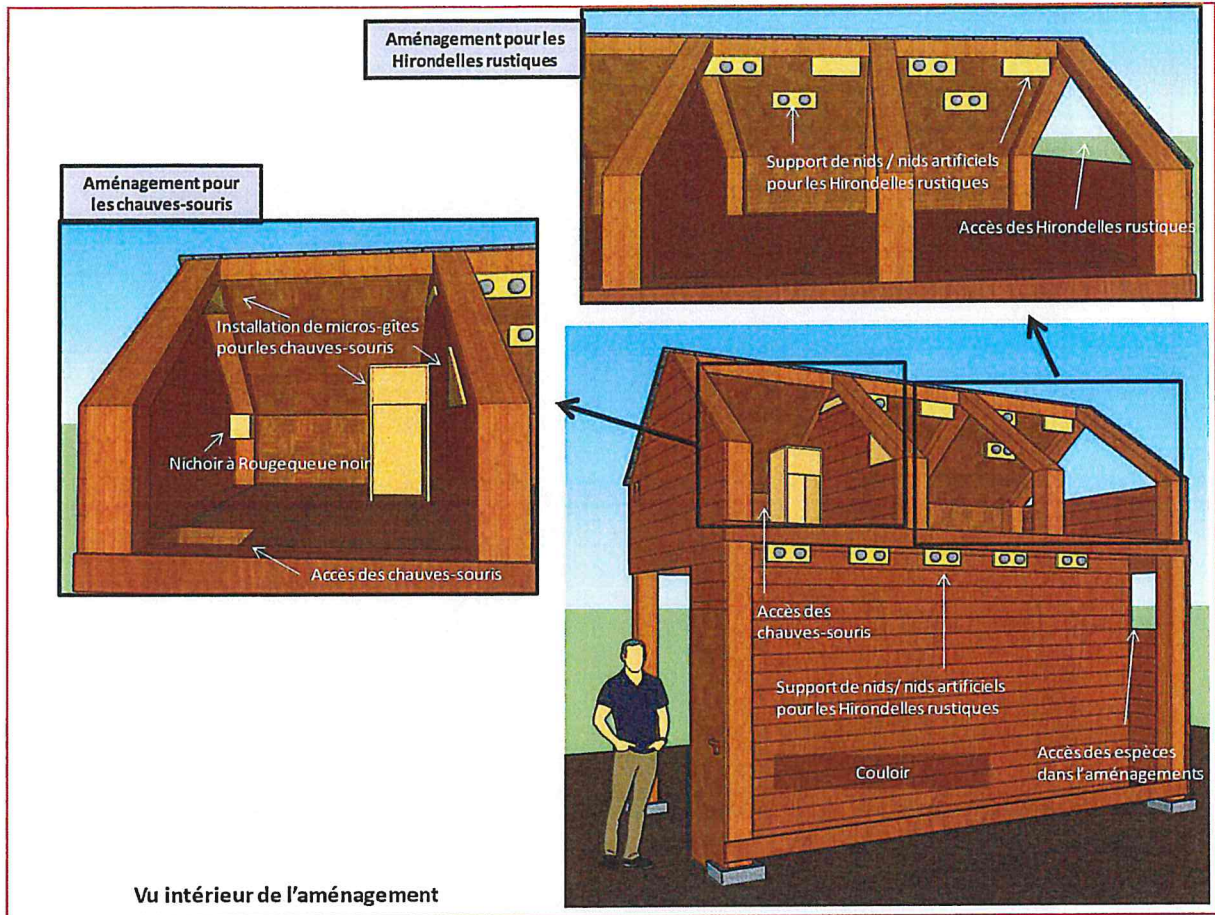 Aménagement pour les
Hirondelles rustiques
Support de nids / nids artificiels
pour les Hirondelles rustiques
Accès des Hirondelles rustiques
Aménagement pour
les chauves-souris
Installation de micros-gîtes
pour les chauves-souris
Nichoir à Rougequeue noir
Accès des chauves-souris
Accès des
chauves-souris
Support de nids/ nids artificiels
pour les Hirondelles rustiques
Couloir
Accès des espèces
dans l'aménagements
Vu intérieur de l'aménagement